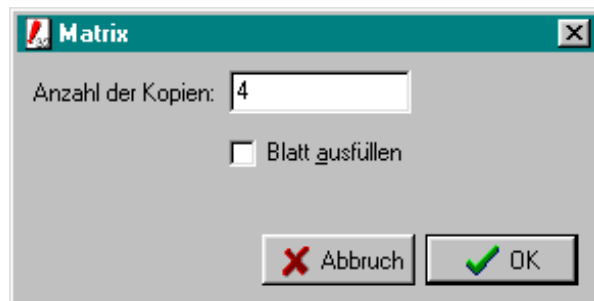 Matrix
Anzahl der Kopien: 4
Blatt ausfüllen
Abbruch OK